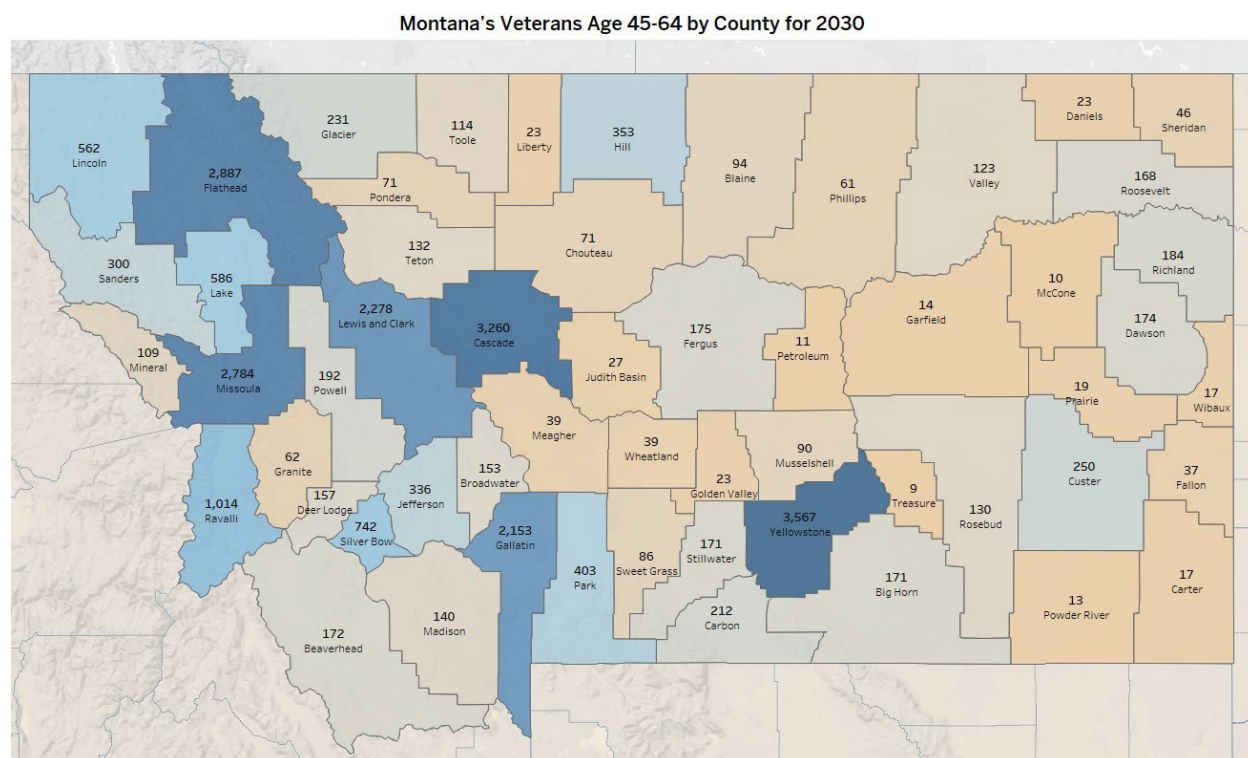 Montana's Veterans Age 45-64 by County for 2030
562
Lincoln
2,887
Flathead
231
Glacier
114
Toole
23
Liberty
353
Hill
94
Blaine
61
Phillips
123
Valley
23
Daniels
46
Sheridan
168
Roosevelt
71
Pondera
300
Sanders
586
Lake
132
Teton
71
Chouteau
10
McCone
184
Richland
2,278
Lewis and Clark
3,260
Cascade
175
Fergus
14
Garfield
174
Dawson
109
Mineral
2,784
Missoula
192
Powell
27
Judith Basin
11
Petroleum
19
Prairie
17
Wibaux
62
Granite
39
Meagher
39
Wheatland
90
Musselshell
1,014
Ravalli
157
Deer Lodge
336
Jefferson
153
Broadwater
23
Golden Valley
9
Treasure
130
Rosebud
250
Custer
37
Fallon
742
Silver Bow
2,153
Gallatin
403
Park
86
Sweet Grass
171
Stillwater
3,567
Yellowstone
171
Big Horn
172
Beaverhead
140
Madison
212
Carbon
13
Powder River
17
Carter